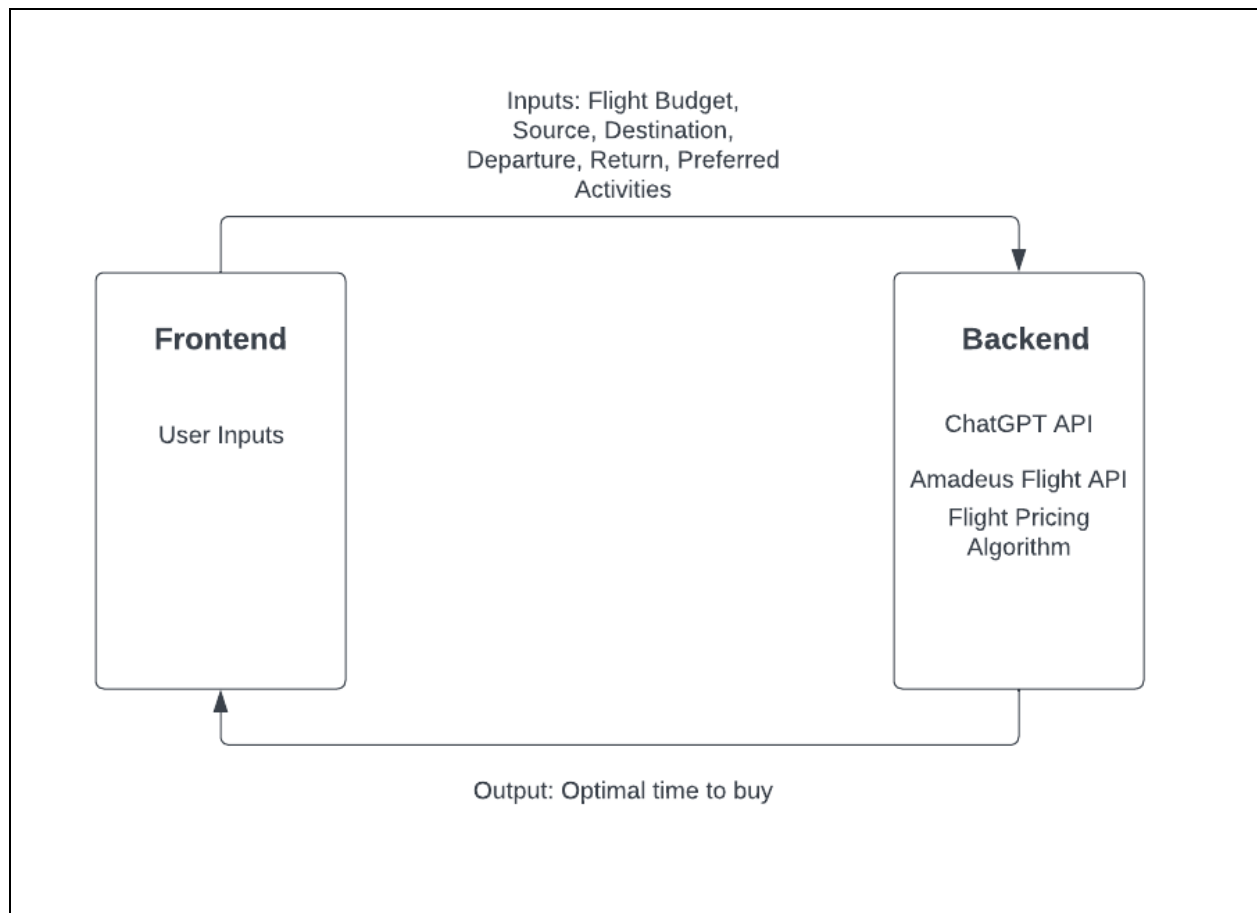 Inputs: Flight Budget,
Source, Destination,
Departure, Return, Preferred
Activities
Frontend
User Inputs
Backend
ChatGPT API
Amadeus Flight API
Flight Pricing
Algorithm
Output: Optimal time to buy